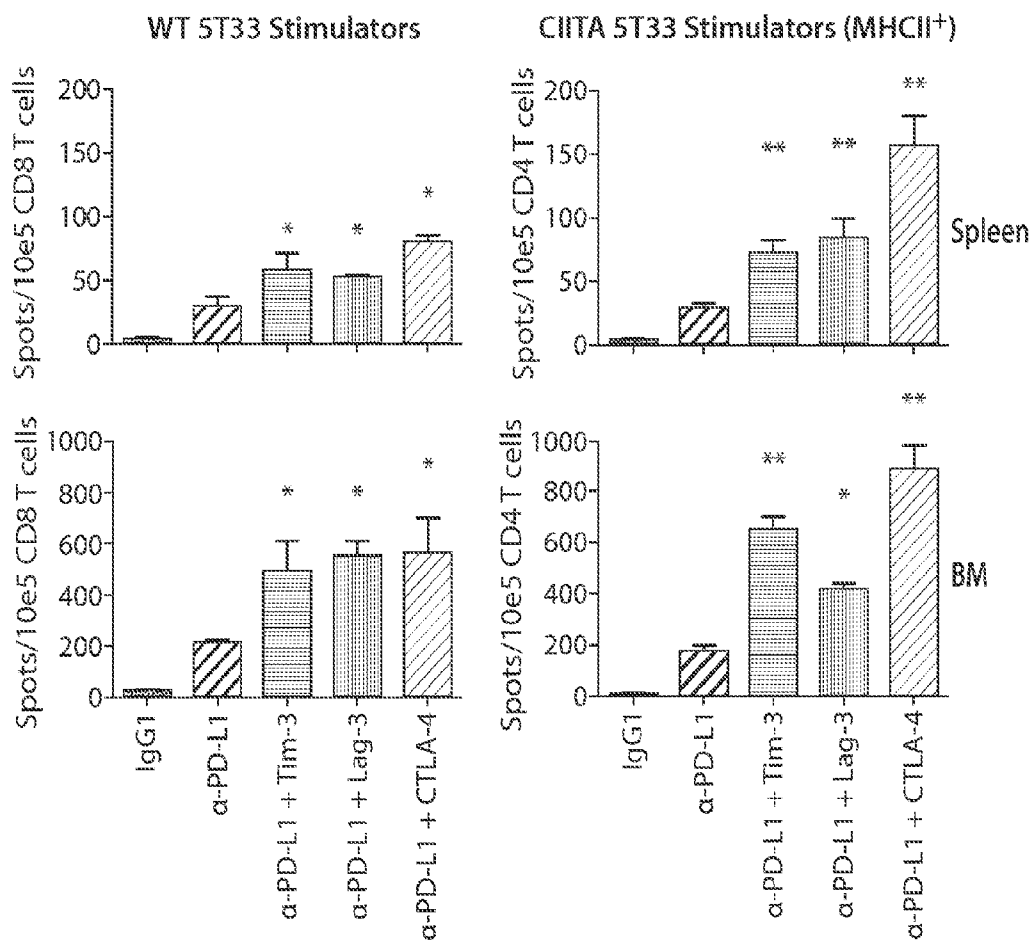 WT 5T33 Stimulators
CIITA 5T33 Stimulators (MHCII+)
Spots/10e5 CD8 T cells
200
150
100
50
0
*
*
*
Spots/10e5 CD4 T cells
200
150
100
50
0
**
**
**
Spleen
Spots/10e5 CD8 T cells
1000
800
600
400
200
0
*
*
*
Spots/10e5 CD4 T cells
1000
800
600
400
200
0
**
*
**
BM
IgG1
α-PD-L1
α-PD-L1 + Tim-3
α-PD-L1 + Lag-3
α-PD-L1 + CTLA-4
IgG1
α-PD-L1
α-PD-L1 + Tim-3
α-PD-L1 + Lag-3
α-PD-L1 + CTLA-4